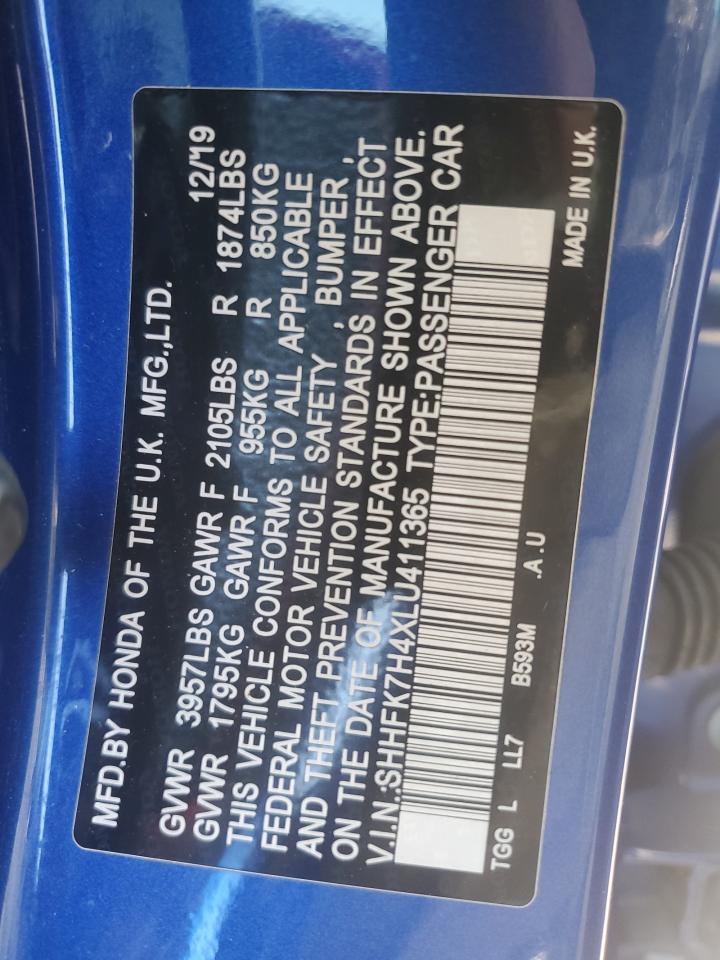 MFD.BY HONDA OF THE U.K. MFG.,LTD.
12/'19
GVWR 3957LBS GAWR F 2105LBS R 1874LBS
GVWR 1795KG GAWR F 955KG R 850KG
THIS VEHICLE CONFORMS TO ALL APPLICABLE
FEDERAL MOTOR VEHICLE SAFETY , BUMPER ,
AND THEFT PREVENTION STANDARDS IN EFFECT
ON THE DATE OF MANUFACTURE SHOWN ABOVE.
V.I.N.:SHHFK7H4XLU411365 TYPE:PASSENGER CAR
TGG L LL7 B593M .A.U MADE IN U.K.